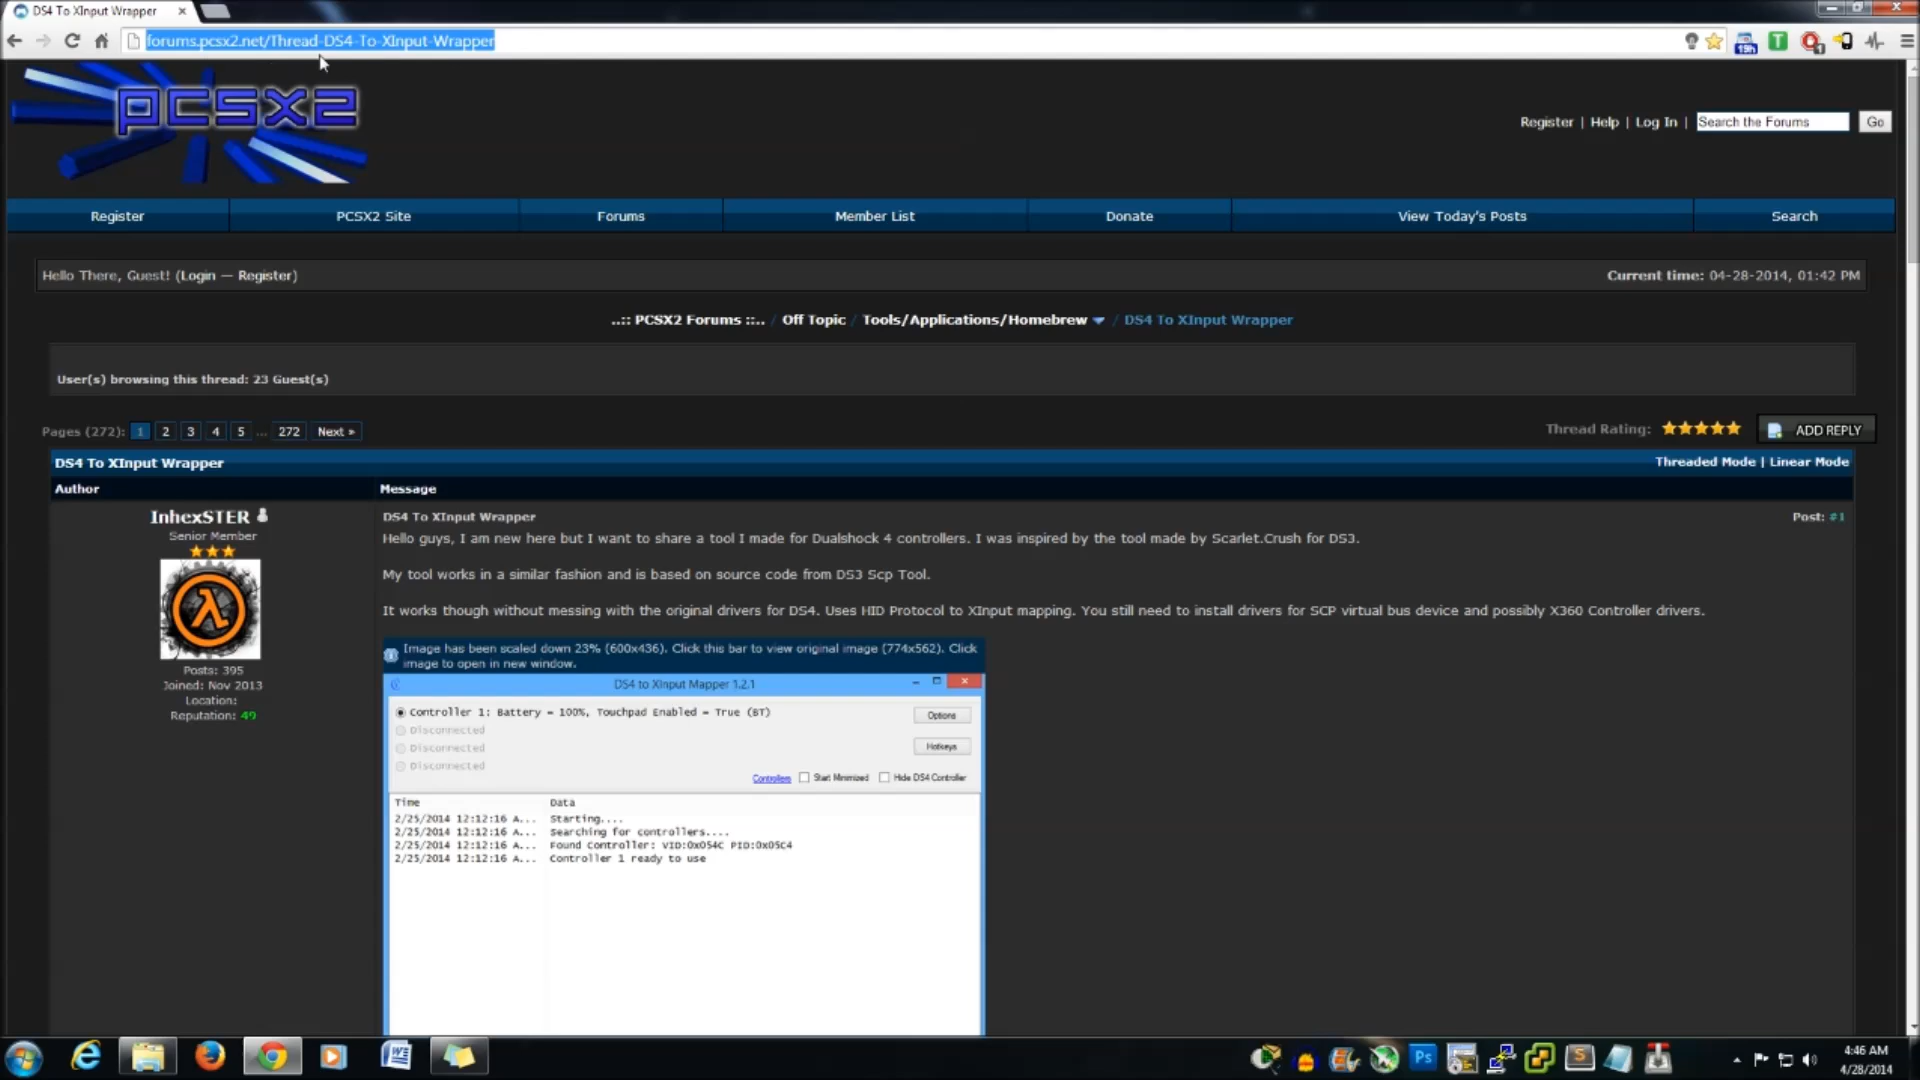 DS4 To XInput Wrapper
forums.pcsx2.net/Thread-DS4-To-XInput-Wrapper
19h
T
1
PCSX2
Register | Help | Log In | Search the Forums Go
Register PCSX2 Site Forums Member List Donate View Today's Posts Search
Hello There, Guest! (Login — Register) Current time: 04-28-2014, 01:42 PM
..:: PCSX2 Forums ::.. / Off Topic / Tools/Applications/Homebrew / DS4 To XInput Wrapper
User(s) browsing this thread: 23 Guest(s)
Pages (272): 1 2 3 4 5 ... 272 Next » Thread Rating: ADD REPLY
DS4 To XInput Wrapper Threaded Mode | Linear Mode
Author Message
InhexSTER
Senior Member
Posts: 395
Joined: Nov 2013
Location:
Reputation: 49
DS4 To XInput Wrapper Post: #1
Hello guys, I am new here but I want to share a tool I made for Dualshock 4 controllers. I was inspired by the tool made by Scarlet.Crush for DS3.
My tool works in a similar fashion and is based on source code from DS3 Scp Tool.
It works though without messing with the original drivers for DS4. Uses HID Protocol to XInput mapping. You still need to install drivers for SCP virtual bus device and possibly X360 Controller drivers.
Image has been scaled down 23% (600x436). Click this bar to view original image (774x562). Click
image to open in new window.
DS4 to XInput Mapper 1.2.1
Controller 1: Battery = 100%, Touchpad Enabled = True (BT) Options
Disconnected
Disconnected Hotkeys
Disconnected
Controllers Start Minimized Hide DS4 Controller
Time Data
2/25/2014 12:12:16 A... Starting....
2/25/2014 12:12:16 A... Searching for controllers....
2/25/2014 12:12:16 A... Found Controller: VID:0x054C PID:0x05C4
2/25/2014 12:12:16 A... Controller 1 ready to use
Ps
S
4:46 AM
4/28/2014